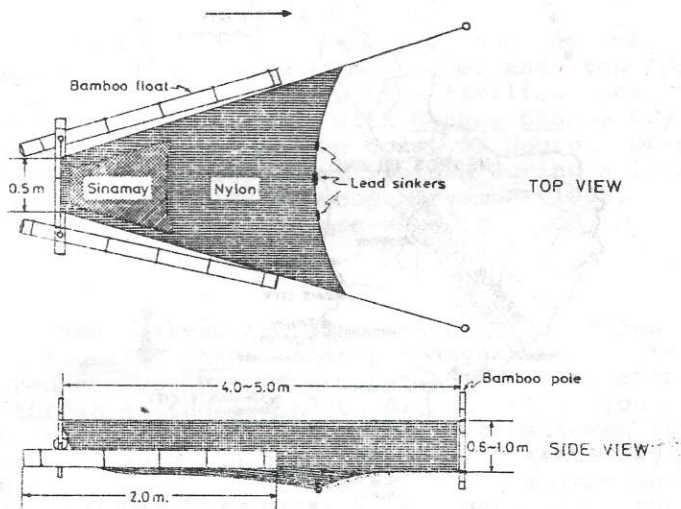 Bamboo float
0.5 m
Sinamay
Nylon
Lead sinkers
TOP VIEW
4.0~5.0 m
Bamboo pole
0.6~1.0 m
SIDE VIEW
2.0 m.